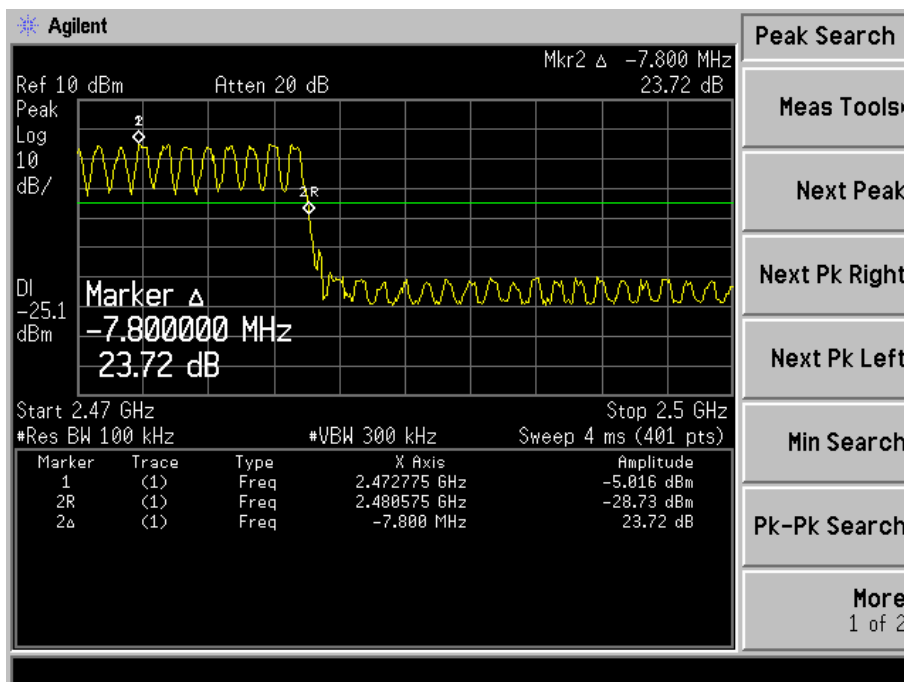 Agilent
Peak Search
Mkr2 Δ -7.800 MHz
Ref 10 dBm Atten 20 dB 23.72 dB
Peak
Log
10
dB/
1
2R
DI
-25.1
dBm
Marker Δ
-7.800000 MHz
23.72 dB
Start 2.47 GHz Stop 2.5 GHz
#Res BW 100 kHz #VBW 300 kHz Sweep 4 ms (401 pts)
Marker Trace Type X Axis Amplitude
1 (1) Freq 2.472775 GHz -5.016 dBm
2R (1) Freq 2.480575 GHz -28.73 dBm
2Δ (1) Freq -7.800 MHz 23.72 dB
Meas Tools
Next Peak
Next Pk Right
Next Pk Left
Min Search
Pk-Pk Search
More
1 of 2